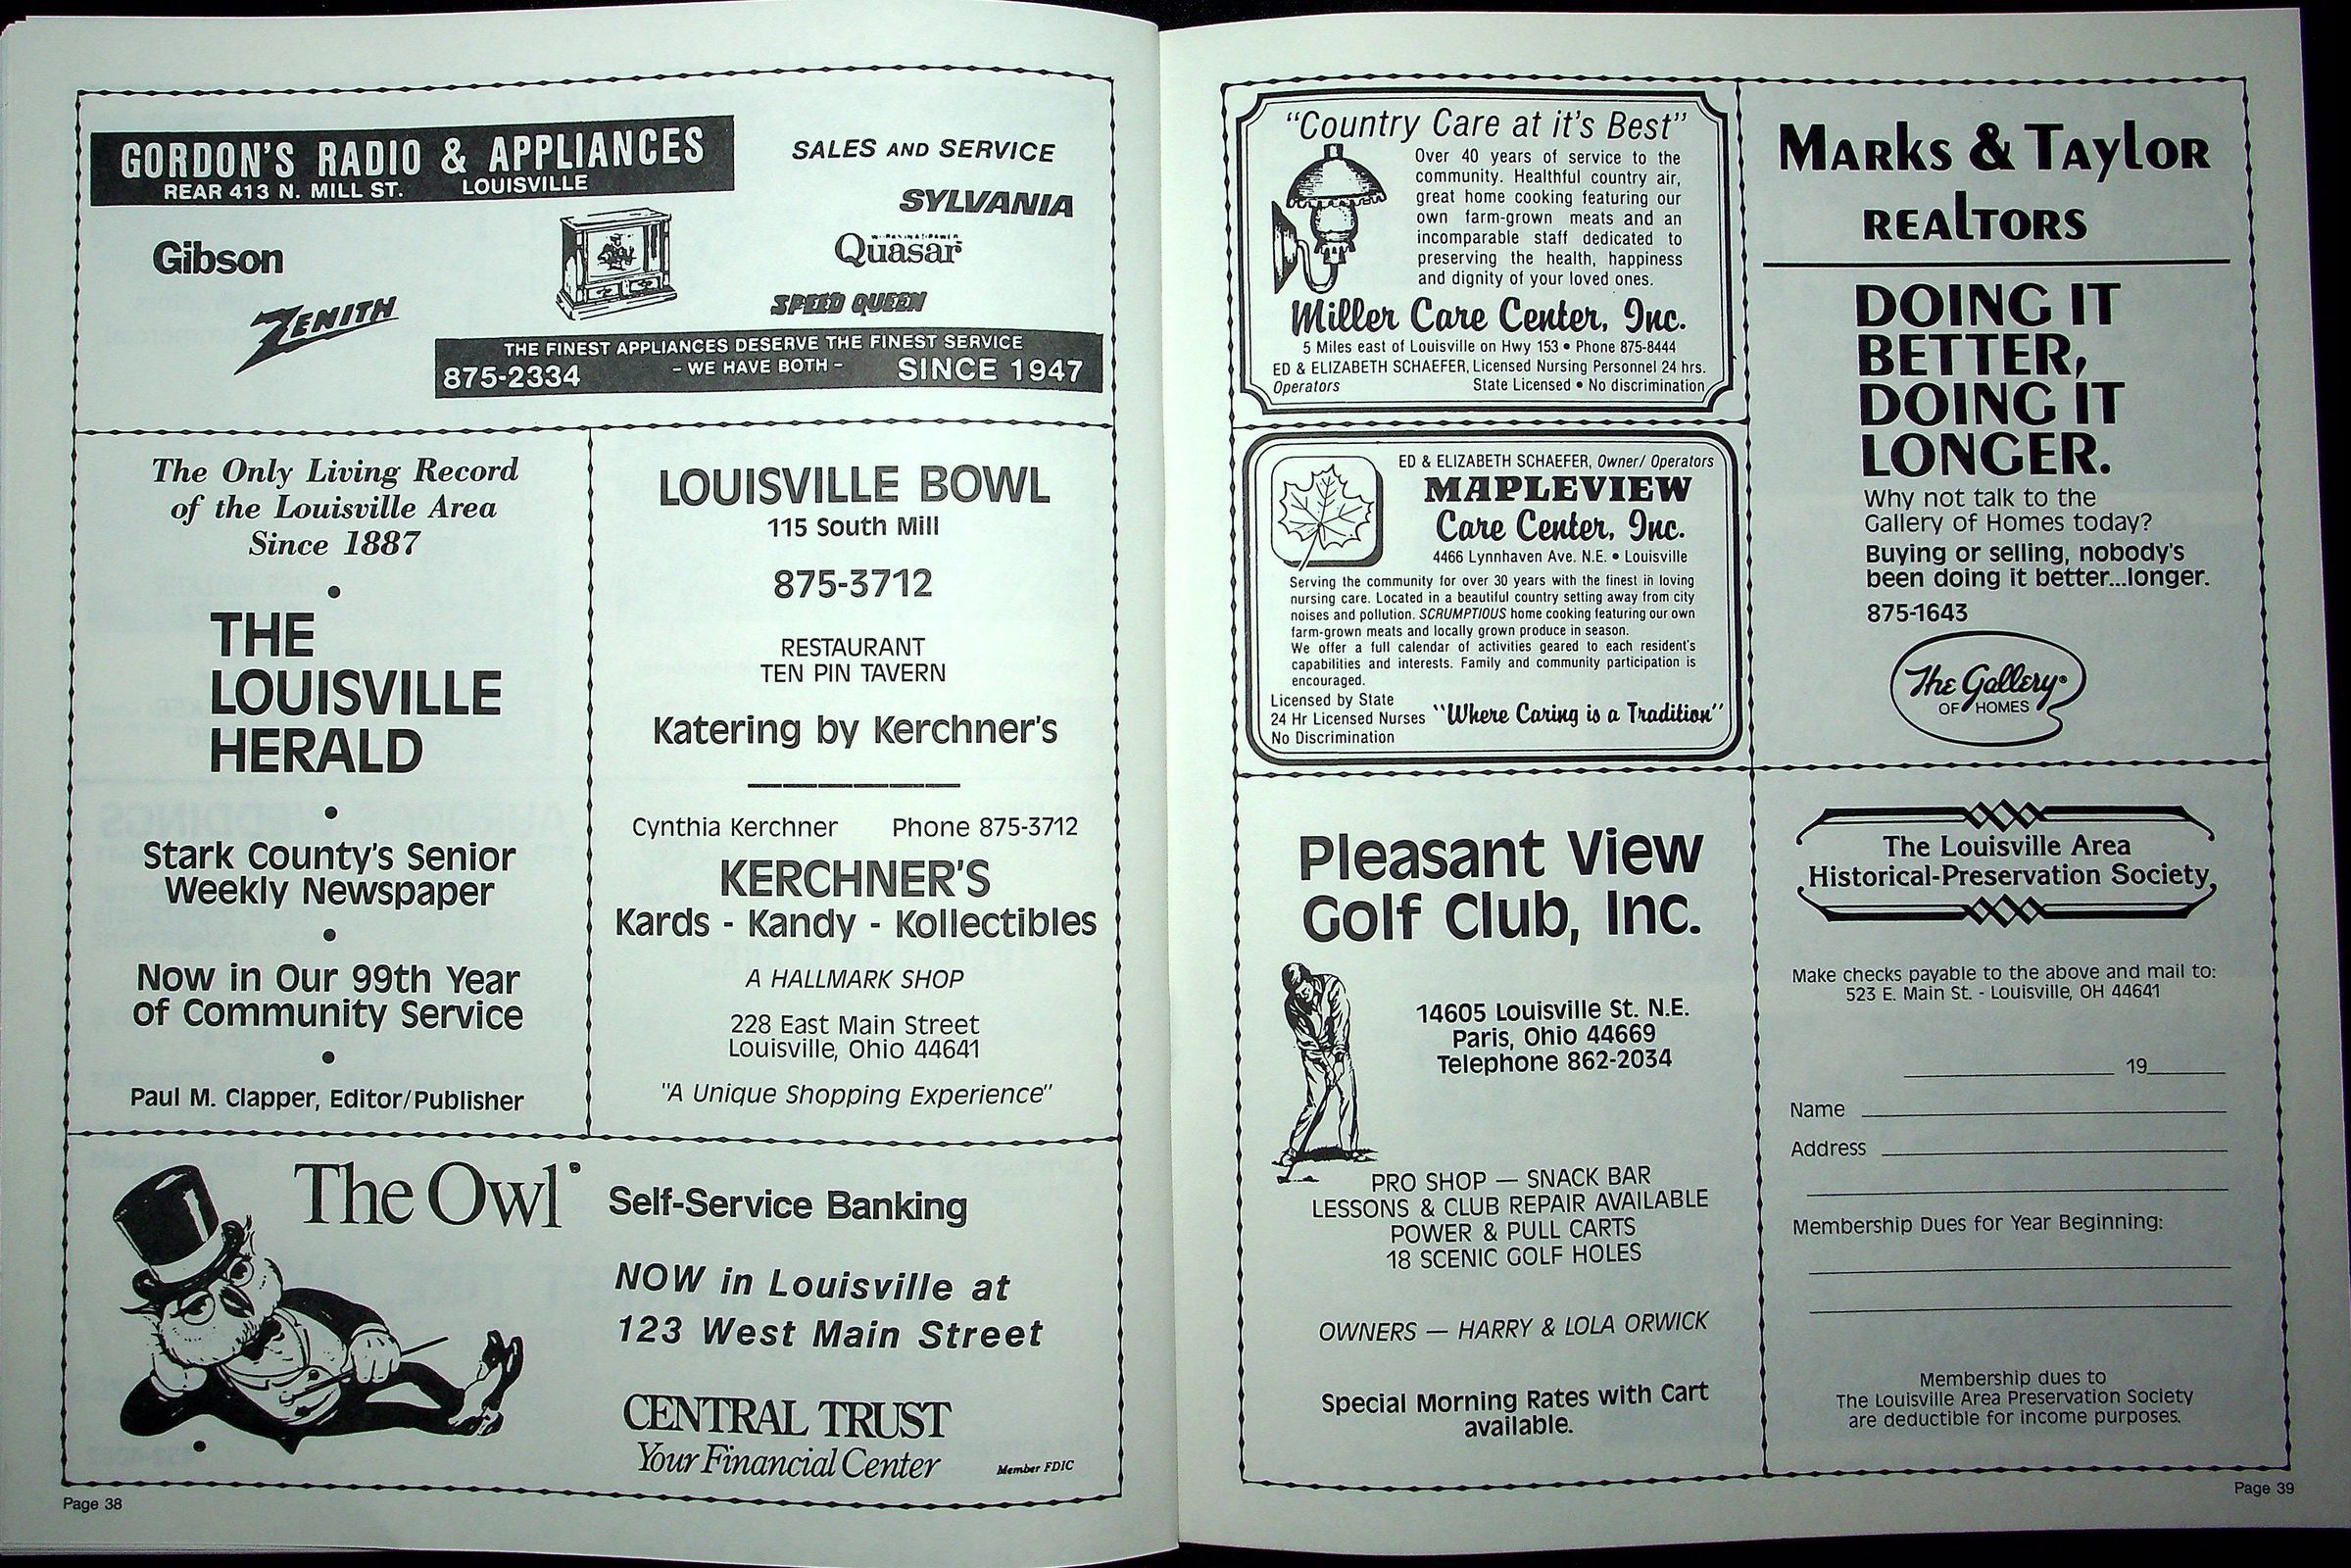 GORDON'S RADIO & APPLIANCES
REAR 413 N. MILL ST. LOUISVILLE
SALES AND SERVICE
SYLVANIA
Gibson
Quasar
ZENITH
SPEED QUEEN
THE FINEST APPLIANCES DESERVE THE FINEST SERVICE
875-2334 - WE HAVE BOTH - SINCE 1947
The Only Living Record
of the Louisville Area
Since 1887
•
THE
LOUISVILLE
HERALD
•
Stark County's Senior
Weekly Newspaper
•
Now in Our 99th Year
of Community Service
•
Paul M. Clapper, Editor/Publisher
LOUISVILLE BOWL
115 South Mill
875-3712
RESTAURANT
TEN PIN TAVERN
Katering by Kerchner's
Cynthia Kerchner Phone 875-3712
KERCHNER'S
Kards - Kandy - Kollectibles
A HALLMARK SHOP
228 East Main Street
Louisville, Ohio 44641
"A Unique Shopping Experience"
The Owl
Self-Service Banking
NOW in Louisville at
123 West Main Street
CENTRAL TRUST
Your Financial Center
Member FDIC
Page 38
"Country Care at it's Best"
Over 40 years of service to the
community. Healthful country air,
great home cooking featuring our
own farm-grown meats and an
incomparable staff dedicated to
preserving the health, happiness
and dignity of your loved ones.
Miller Care Center, Inc.
5 Miles east of Louisville on Hwy 153 • Phone 875-8444
ED & ELIZABETH SCHAEFER, Licensed Nursing Personnel 24 hrs.
Operators State Licensed • No discrimination
ED & ELIZABETH SCHAEFER, Owner/ Operators
MAPLEVIEW
Care Center, Inc.
4466 Lynnhaven Ave. N.E. • Louisville
Serving the community for over 30 years with the finest in loving
nursing care. Located in a beautiful country setting away from city
noises and pollution. SCRUMPTIOUS home cooking featuring our own
farm-grown meats and locally grown produce in season.
We offer a full calendar of activities geared to each resident's
capabilities and interests. Family and community participation is
encouraged.
Licensed by State
24 Hr Licensed Nurses
No Discrimination
"Where Caring is a Tradition"
Pleasant View
Golf Club, Inc.
14605 Louisville St. N.E.
Paris, Ohio 44669
Telephone 862-2034
PRO SHOP — SNACK BAR
LESSONS & CLUB REPAIR AVAILABLE
POWER & PULL CARTS
18 SCENIC GOLF HOLES
OWNERS — HARRY & LOLA ORWICK
Special Morning Rates with Cart
available.
Marks & Taylor
REALTORS
DOING IT
BETTER,
DOING IT
LONGER.
Why not talk to the
Gallery of Homes today?
Buying or selling, nobody's
been doing it better...longer.
875-1643
The Gallery®
OF HOMES
The Louisville Area
Historical-Preservation Society
Make checks payable to the above and mail to:
523 E. Main St. - Louisville, OH 44641
19
Name
Address
Membership Dues for Year Beginning:
Membership dues to
The Louisville Area Preservation Society
are deductible for income purposes.
Page 39